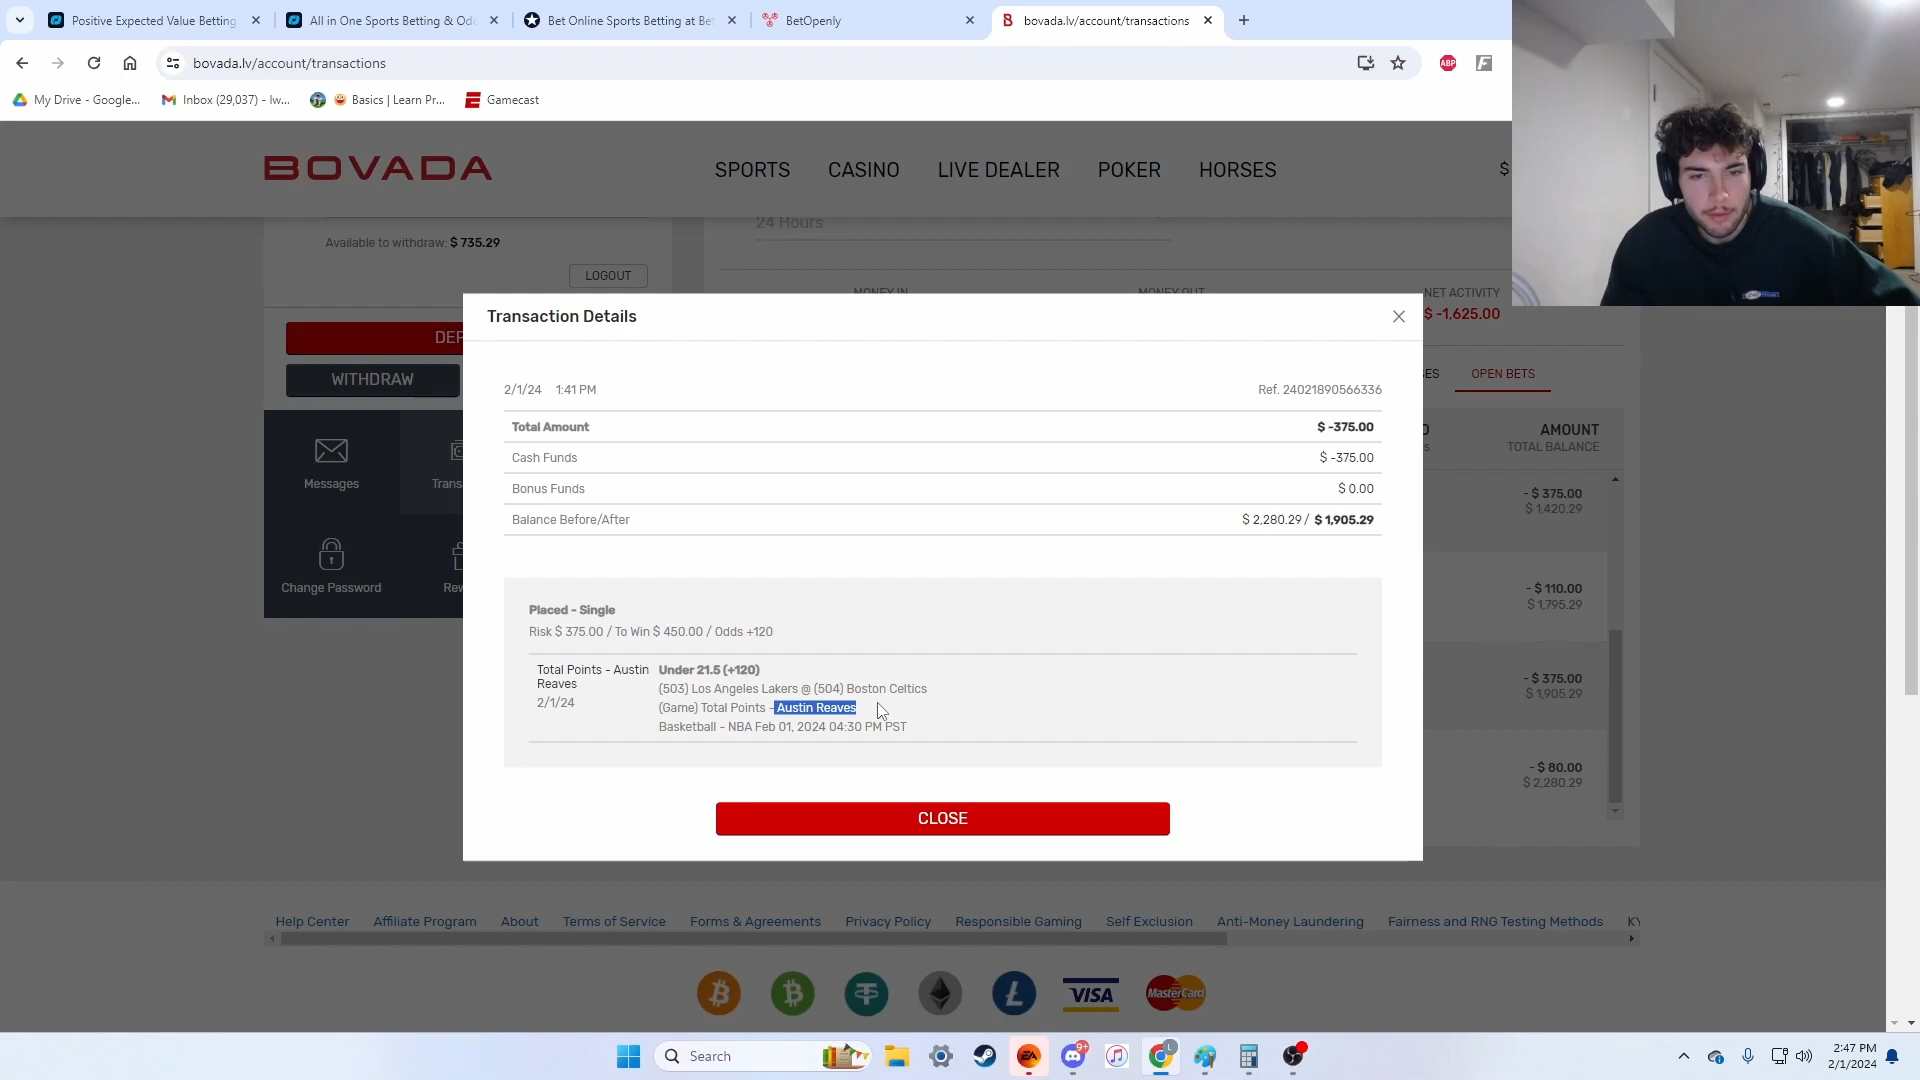 Positive Expected Value Betting
All in One Sports Betting & Odd
Bet Online Sports Betting at Bet
BetOpenly
bovada.lv/account/transactions
bovada.lv/account/transactions
ABP
My Drive - Google...
Inbox (29,037) - lw...
Basics | Learn Pr...
Gamecast
BOVADA
SPORTS
CASINO
LIVE DEALER
POKER
HORSES
$
24 Hours
Available to withdraw: $ 735.29
LOGOUT
MONEY IN
MONEY OUT
NET ACTIVITY
$ -1,625.00
DEP
WITHDRAW
OPEN BETS
AMOUNT
TOTAL BALANCE
Messages
Trans
Change Password
Rew
- $ 375.00
$ 1,420.29
- $ 110.00
$ 1,795.29
- $ 375.00
$ 1,905.29
- $ 80.00
$ 2,280.29
Transaction Details
2/1/24 1:41 PM
Ref. 24021890566336
Total Amount
$ -375.00
Cash Funds
$ -375.00
Bonus Funds
$ 0.00
Balance Before/After
$ 2,280.29 / $ 1,905.29
Placed - Single
Risk $ 375.00 / To Win $ 450.00 / Odds +120
Total Points - Austin
Reaves
2/1/24
Under 21.5 (+120)
(503) Los Angeles Lakers @ (504) Boston Celtics
(Game) Total Points - Austin Reaves
Basketball - NBA Feb 01, 2024 04:30 PM PST
CLOSE
Help Center
Affiliate Program
About
Terms of Service
Forms & Agreements
Privacy Policy
Responsible Gaming
Self Exclusion
Anti-Money Laundering
Fairness and RNG Testing Methods
KY
VISA
MasterCard
Search
EA
9+
L
2:47 PM
2/1/2024